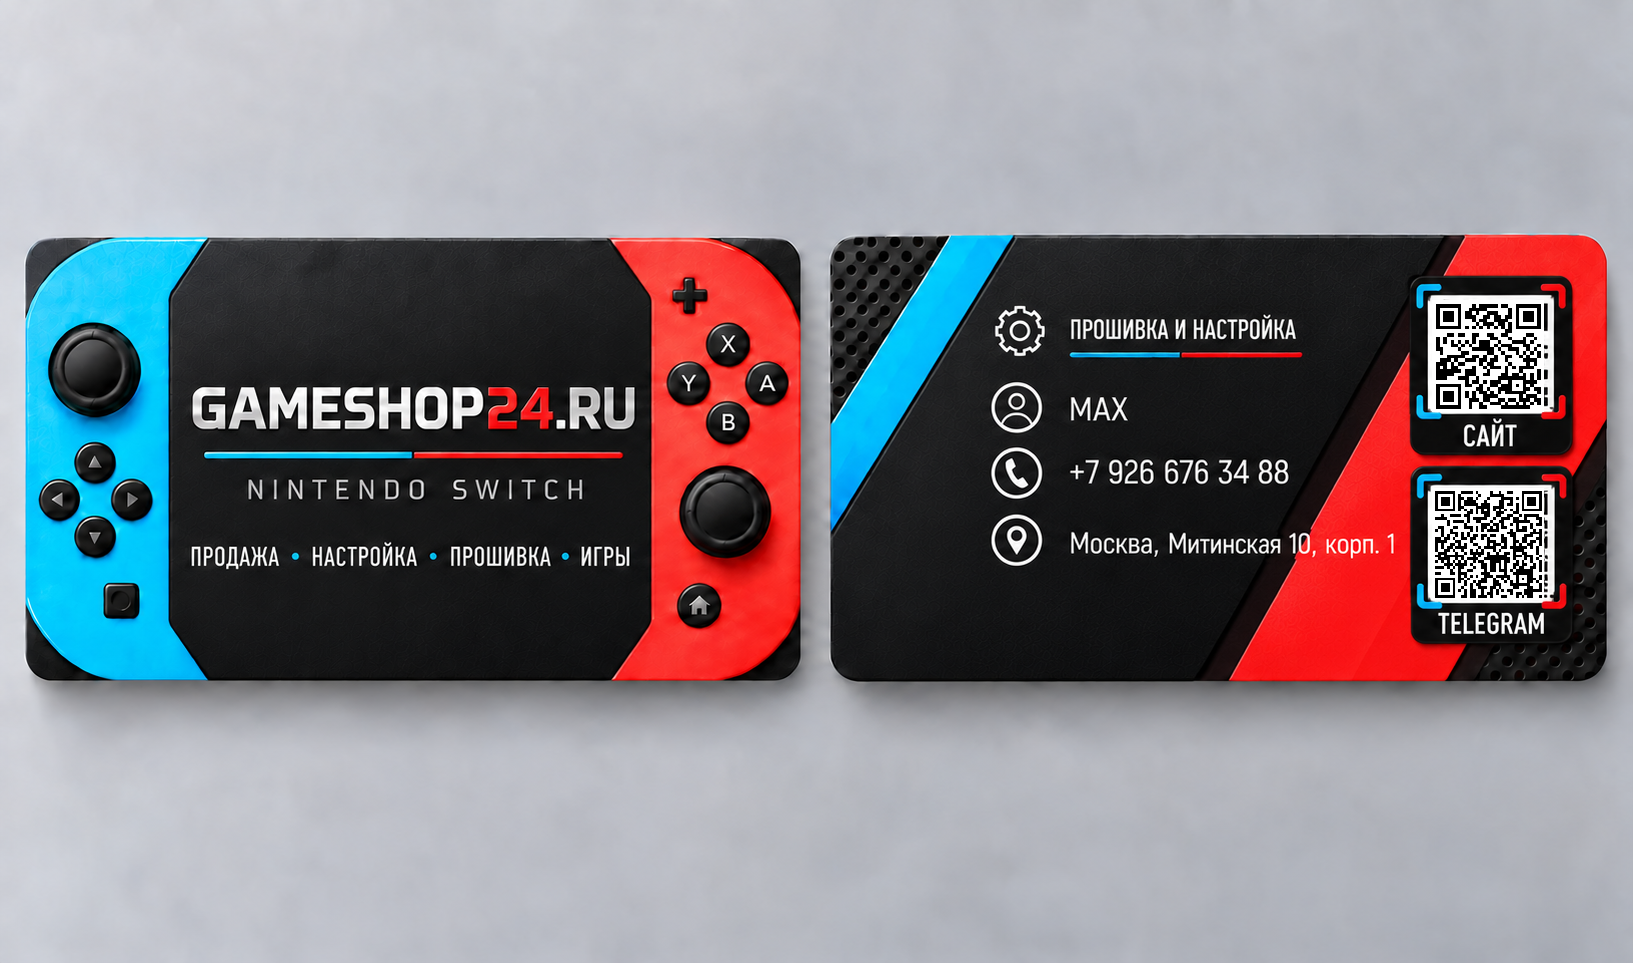 GAMESHOP24.RU
NINTENDO SWITCH
ПРОДАЖА • НАСТРОЙКА • ПРОШИВКА • ИГРЫ
X
Y
A
B
ПРОШИВКА И НАСТРОЙКА
MAX
+7 926 676 34 88
Москва, Митинская 10, корп. 1
САЙТ
TELEGRAM